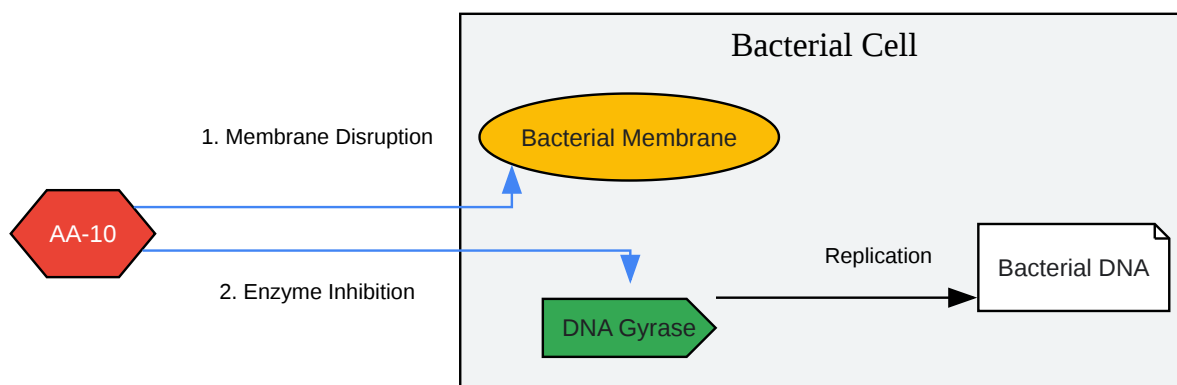 Bacterial Cell
1. Membrane Disruption
Bacterial Membrane
AA-10
2. Enzyme Inhibition
DNA Gyrase
Replication
Bacterial DNA